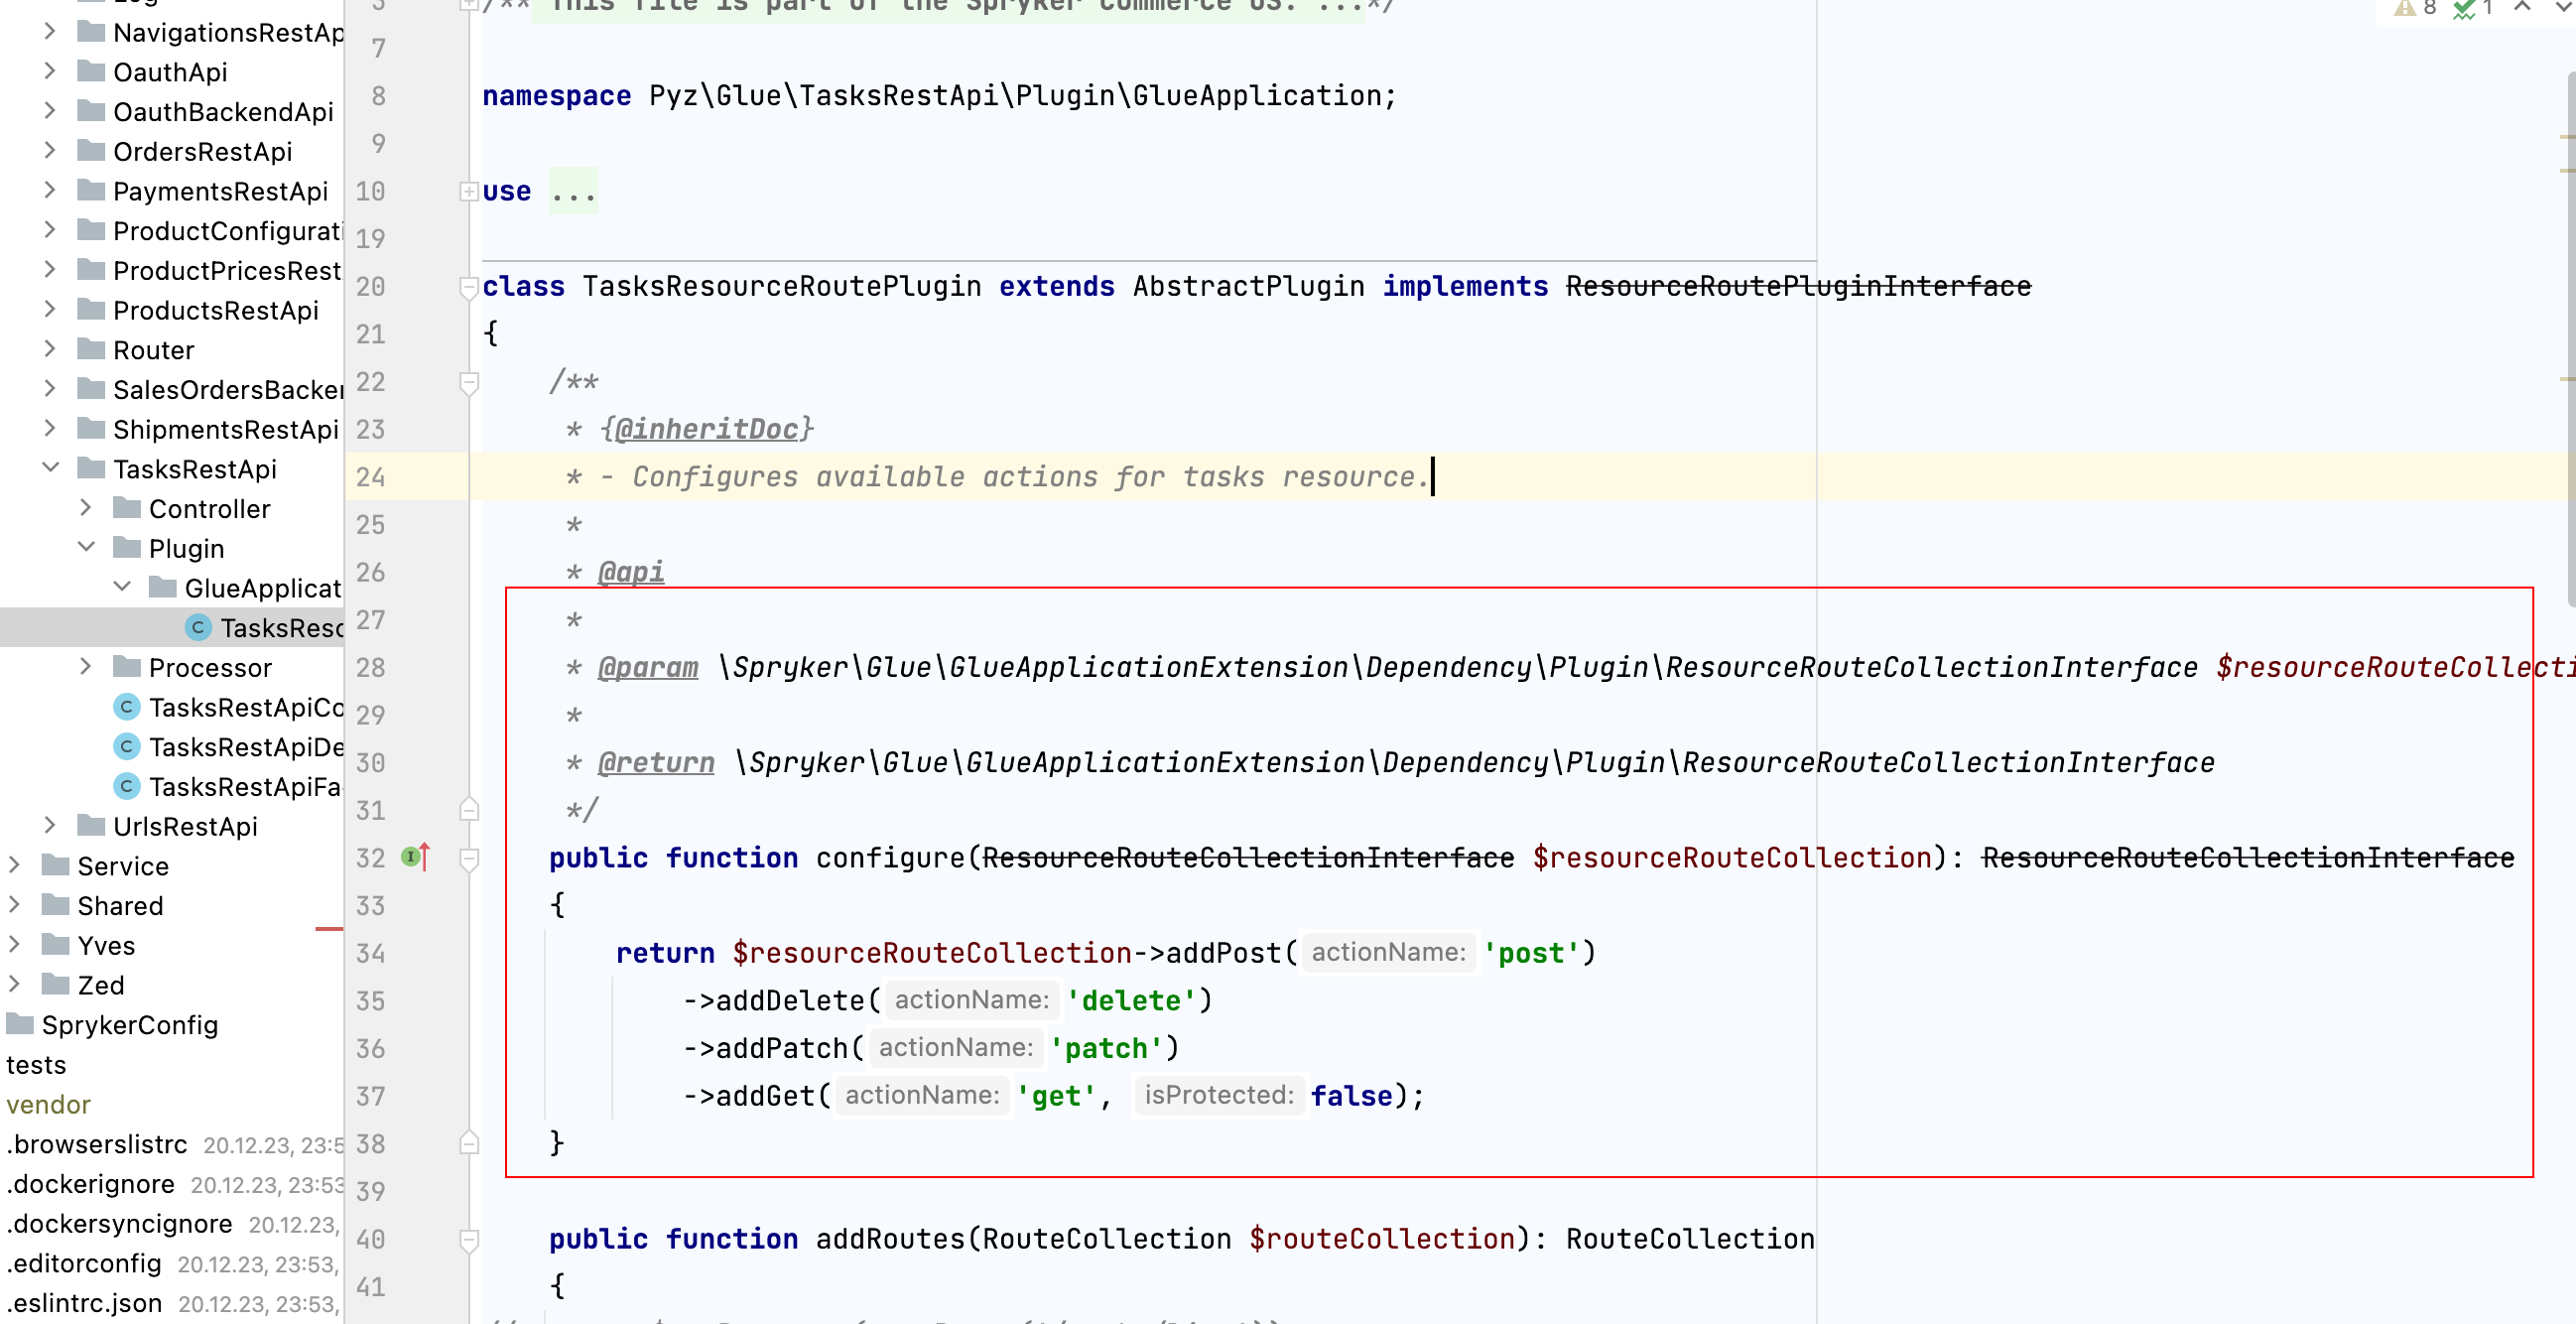 NavigationsRestAp
OauthApi
OauthBackendApi
OrdersRestApi
PaymentsRestApi
ProductConfigurati
ProductPricesRest
ProductsRestApi
Router
SalesOrdersBacke
ShipmentsRestApi
TasksRestApi
Controller
Plugin
GlueApplicat
TasksReso
Processor
TasksRestApiCo
TasksRestApiDe
TasksRestApiFa
UrlsRestApi
Service
Shared
Yves
Zed
SprykerConfig
tests
vendor
.browserslistrc 20.12.23, 23:5
.dockerignore 20.12.23, 23:53
.dockersyncignore 20.12.23,
.editorconfig 20.12.23, 23:53,
.eslintrc.json 20.12.23, 23:53,
/** This file is part of the Spryker Commerce OS. ...*/
8 1
7
8 namespace Pyz\Glue\TasksRestApi\Plugin\GlueApplication;
9
10 use ...
19
20 class TasksResourceRoutePlugin extends AbstractPlugin implements ResourceRoutePluginInterface
21 {
22 /**
23 * {@inheritDoc}
24 * - Configures available actions for tasks resource.
25 *
26 * @api
27 *
28 * @param \Spryker\Glue\GlueApplicationExtension\Dependency\Plugin\ResourceRouteCollectionInterface $resourceRouteCollecti
29 *
30 * @return \Spryker\Glue\GlueApplicationExtension\Dependency\Plugin\ResourceRouteCollectionInterface
31 */
32 public function configure(ResourceRouteCollectionInterface $resourceRouteCollection): ResourceRouteCollectionInterface
33 {
34 return $resourceRouteCollection->addPost( actionName: 'post')
35 ->addDelete( actionName: 'delete')
36 ->addPatch( actionName: 'patch')
37 ->addGet( actionName: 'get', isProtected: false);
38 }
39
40 public function addRoutes(RouteCollection $routeCollection): RouteCollection
41 {